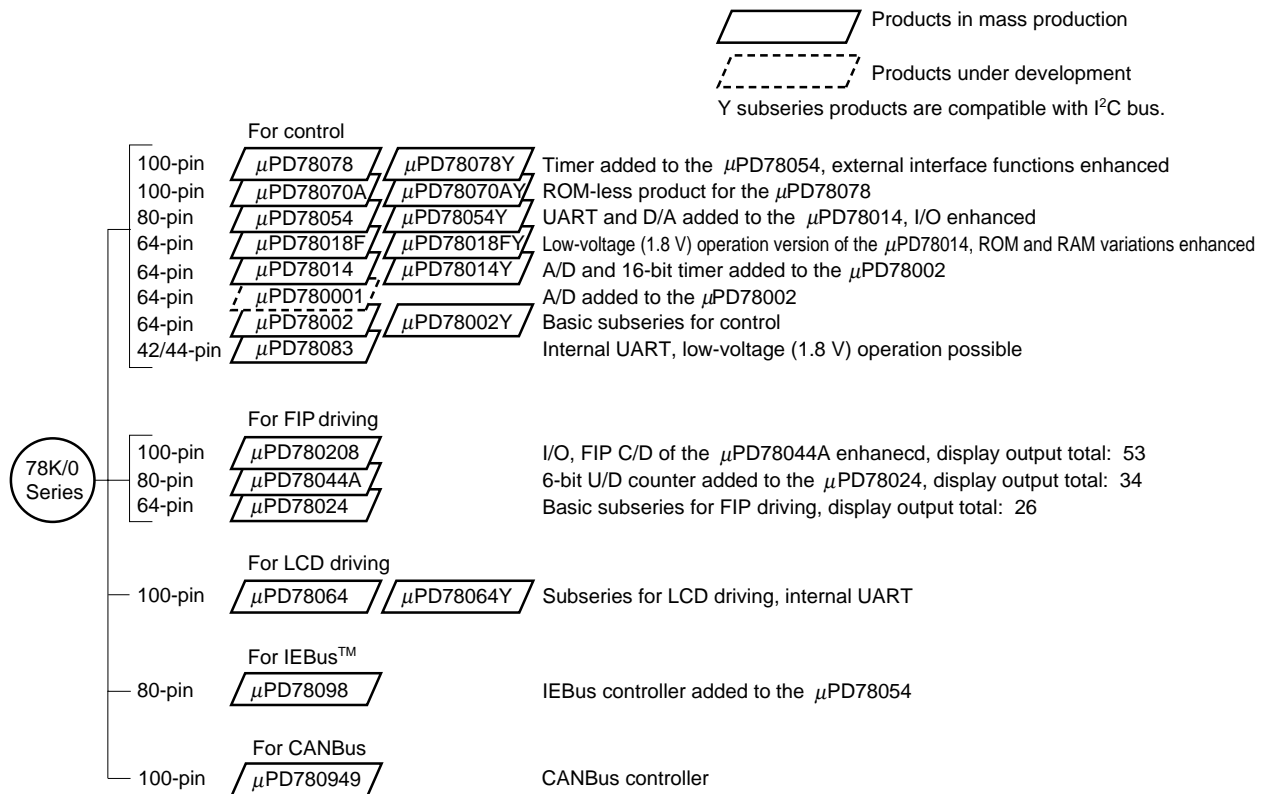 Products in mass production
Products under development
Y subseries products are compatible with I²C bus.
For control
100-pin μPD78078 μPD78078Y Timer added to the μPD78054, external interface functions enhanced
100-pin μPD78070A μPD78070AY ROM-less product for the μPD78078
80-pin μPD78054 μPD78054Y UART and D/A added to the μPD78014, I/O enhanced
64-pin μPD78018F μPD78018FY Low-voltage (1.8 V) operation version of the μPD78014, ROM and RAM variations enhanced
64-pin μPD78014 μPD78014Y A/D and 16-bit timer added to the μPD78002
64-pin μPD780001 A/D added to the μPD78002
64-pin μPD78002 μPD78002Y Basic subseries for control
42/44-pin μPD78083 Internal UART, low-voltage (1.8 V) operation possible
For FIP driving
100-pin μPD780208 I/O, FIP C/D of the μPD78044A enhanecd, display output total: 53
78K/0 Series
80-pin μPD78044A 6-bit U/D counter added to the μPD78024, display output total: 34
64-pin μPD78024 Basic subseries for FIP driving, display output total: 26
For LCD driving
100-pin μPD78064 μPD78064Y Subseries for LCD driving, internal UART
For IEBus™
80-pin μPD78098 IEBus controller added to the μPD78054
For CANBus
100-pin μPD780949 CANBus controller